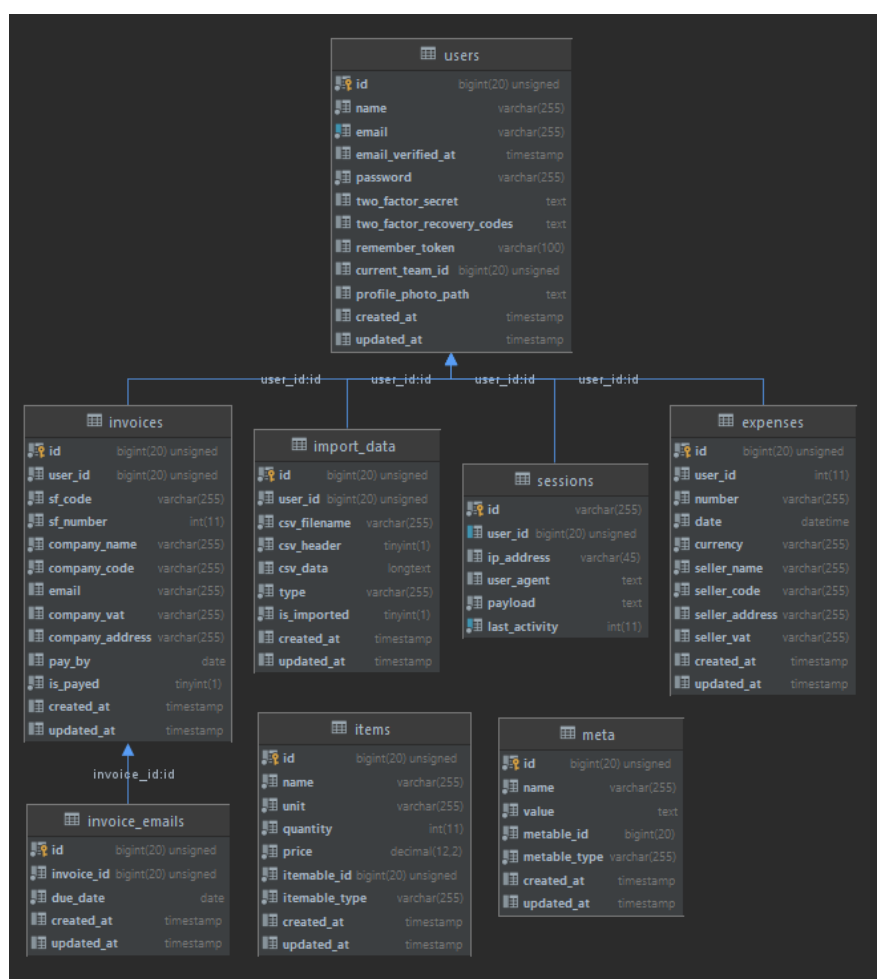 users
id bigint(20) unsigned
name varchar(255)
email varchar(255)
email_verified_at timestamp
password varchar(255)
two_factor_secret text
two_factor_recovery_codes text
remember_token varchar(100)
current_team_id bigint(20) unsigned
profile_photo_path text
created_at timestamp
updated_at timestamp
user_id:id user_id:id user_id:id user_id:id
invoices
id bigint(20) unsigned
user_id bigint(20) unsigned
sf_code varchar(255)
sf_number int(11)
company_name varchar(255)
company_code varchar(255)
email varchar(255)
company_vat varchar(255)
company_address varchar(255)
pay_by date
is_payed tinyint(1)
created_at timestamp
updated_at timestamp
import_data
id bigint(20) unsigned
user_id bigint(20) unsigned
csv_filename varchar(255)
csv_header tinyint(1)
csv_data longtext
type varchar(255)
is_imported tinyint(1)
created_at timestamp
updated_at timestamp
sessions
id varchar(255)
user_id bigint(20) unsigned
ip_address varchar(45)
user_agent text
payload text
last_activity int(11)
expenses
id bigint(20) unsigned
user_id int(11)
number varchar(255)
date datetime
currency varchar(255)
seller_name varchar(255)
seller_code varchar(255)
seller_address varchar(255)
seller_vat varchar(255)
created_at timestamp
updated_at timestamp
invoice_id:id
invoice_emails
id bigint(20) unsigned
invoice_id bigint(20) unsigned
due_date date
created_at timestamp
updated_at timestamp
items
id bigint(20) unsigned
name varchar(255)
unit varchar(255)
quantity int(11)
price decimal(12,2)
itemable_id bigint(20) unsigned
itemable_type varchar(255)
created_at timestamp
updated_at timestamp
meta
id bigint(20) unsigned
name varchar(255)
value text
metable_id bigint(20)
metable_type varchar(255)
created_at timestamp
updated_at timestamp